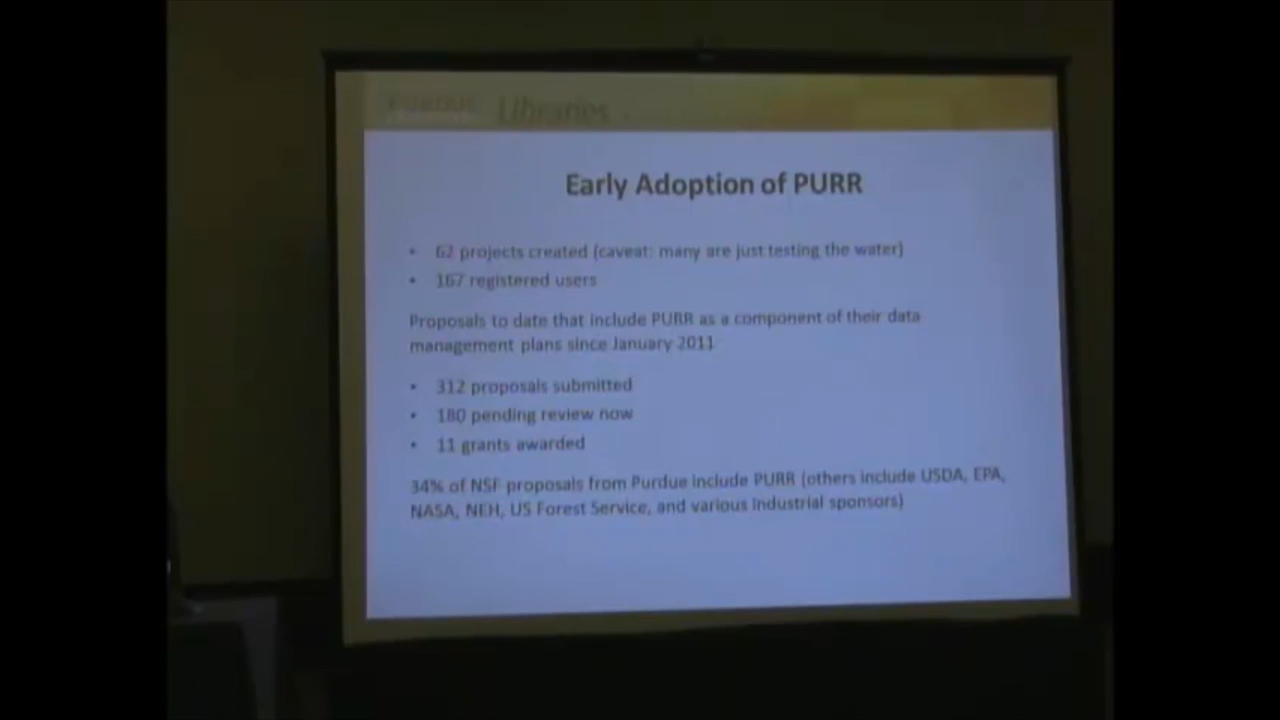 PURDUE Libraries
Early Adoption of PURR
• 62 projects created (caveat: many are just testing the water)
• 167 registered users
Proposals to date that include PURR as a component of their data
management plans since January 2011
• 312 proposals submitted
• 180 pending review now
• 11 grants awarded
34% of NSF proposals from Purdue include PURR (others include USDA, EPA,
NASA, NEH, US Forest Service, and various industrial sponsors)